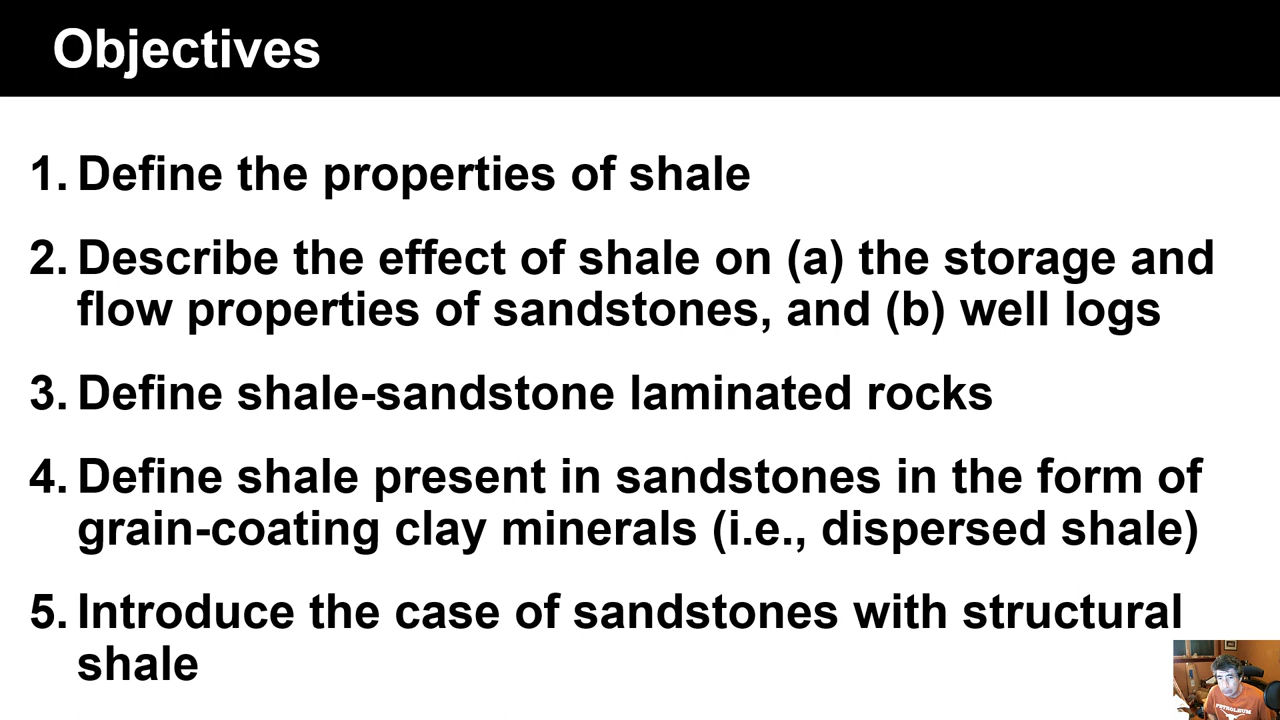 Objectives
1. Define the properties of shale
2. Describe the effect of shale on (a) the storage and
flow properties of sandstones, and (b) well logs
3. Define shale-sandstone laminated rocks
4. Define shale present in sandstones in the form of
grain-coating clay minerals (i.e., dispersed shale)
5. Introduce the case of sandstones with structural
shale
PETROLEUM